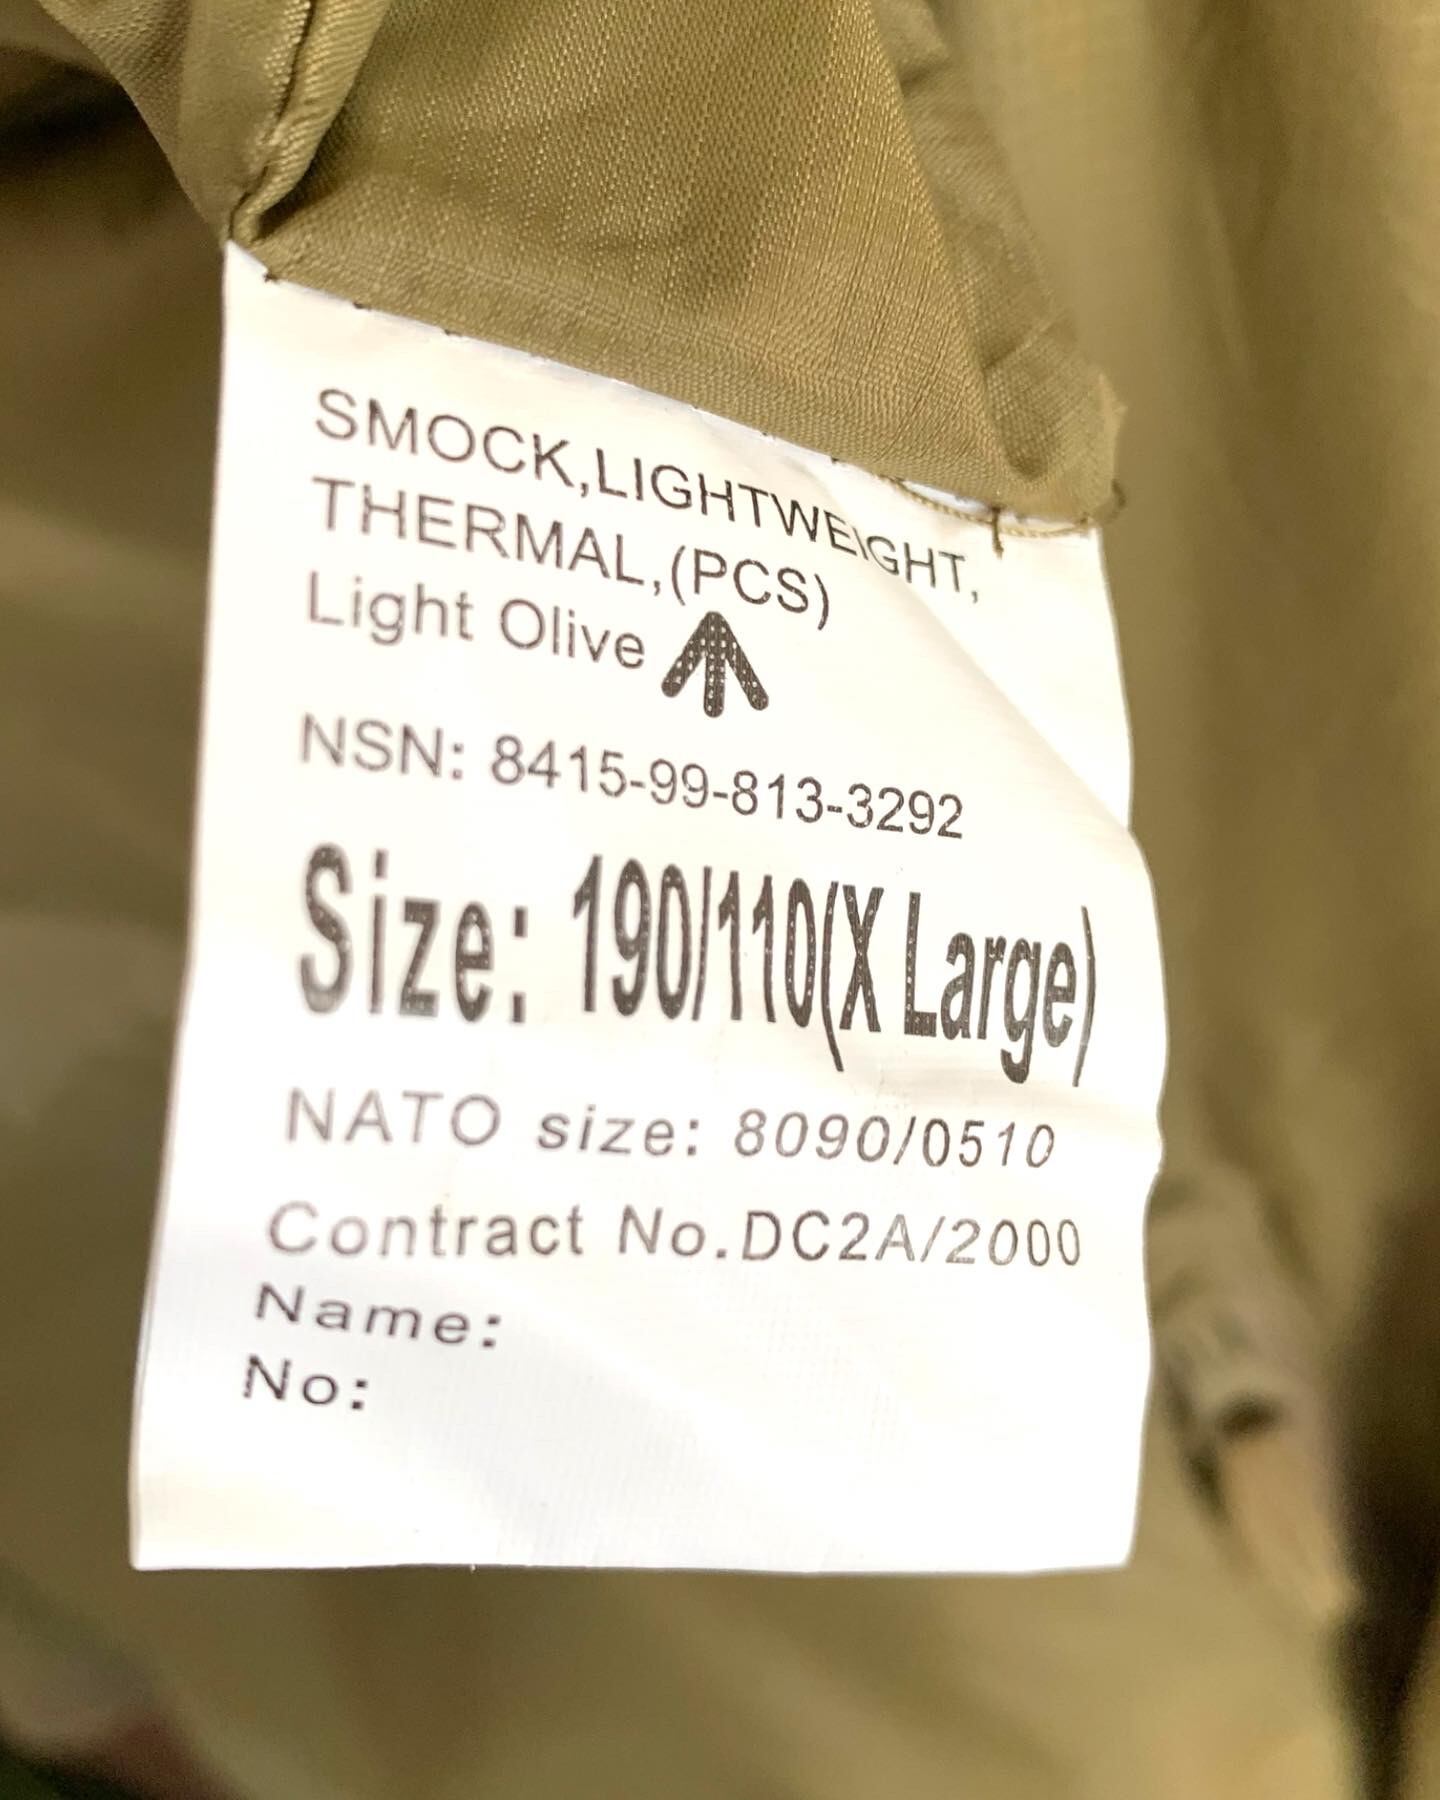 SMOCK,LIGHTWEIGHT,
THERMAL,(PCS)
Light Olive
NSN: 8415-99-813-3292
Size: 190/110(X Large)
NATO size: 8090/0510
Contract No.DC2A/2000
Name:
No: